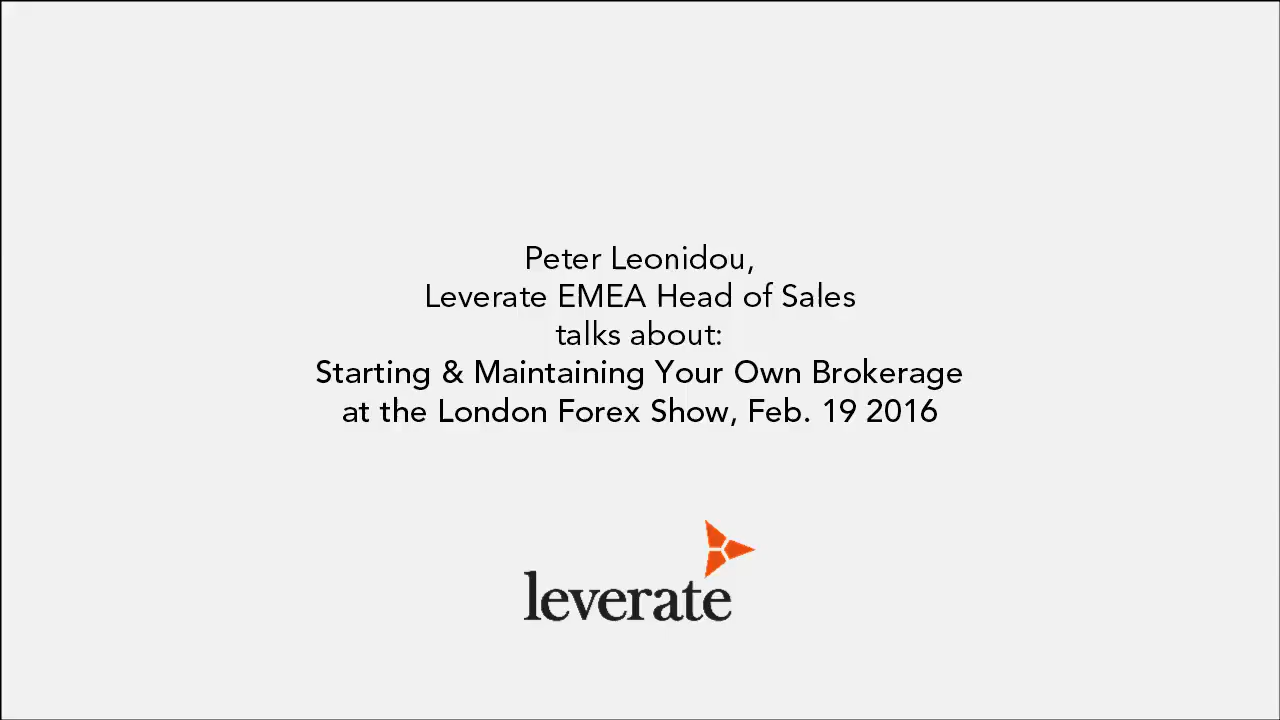 Peter Leonidou,
Leverate EMEA Head of Sales
talks about:
Starting & Maintaining Your Own Brokerage
at the London Forex Show, Feb. 19 2016
leverate